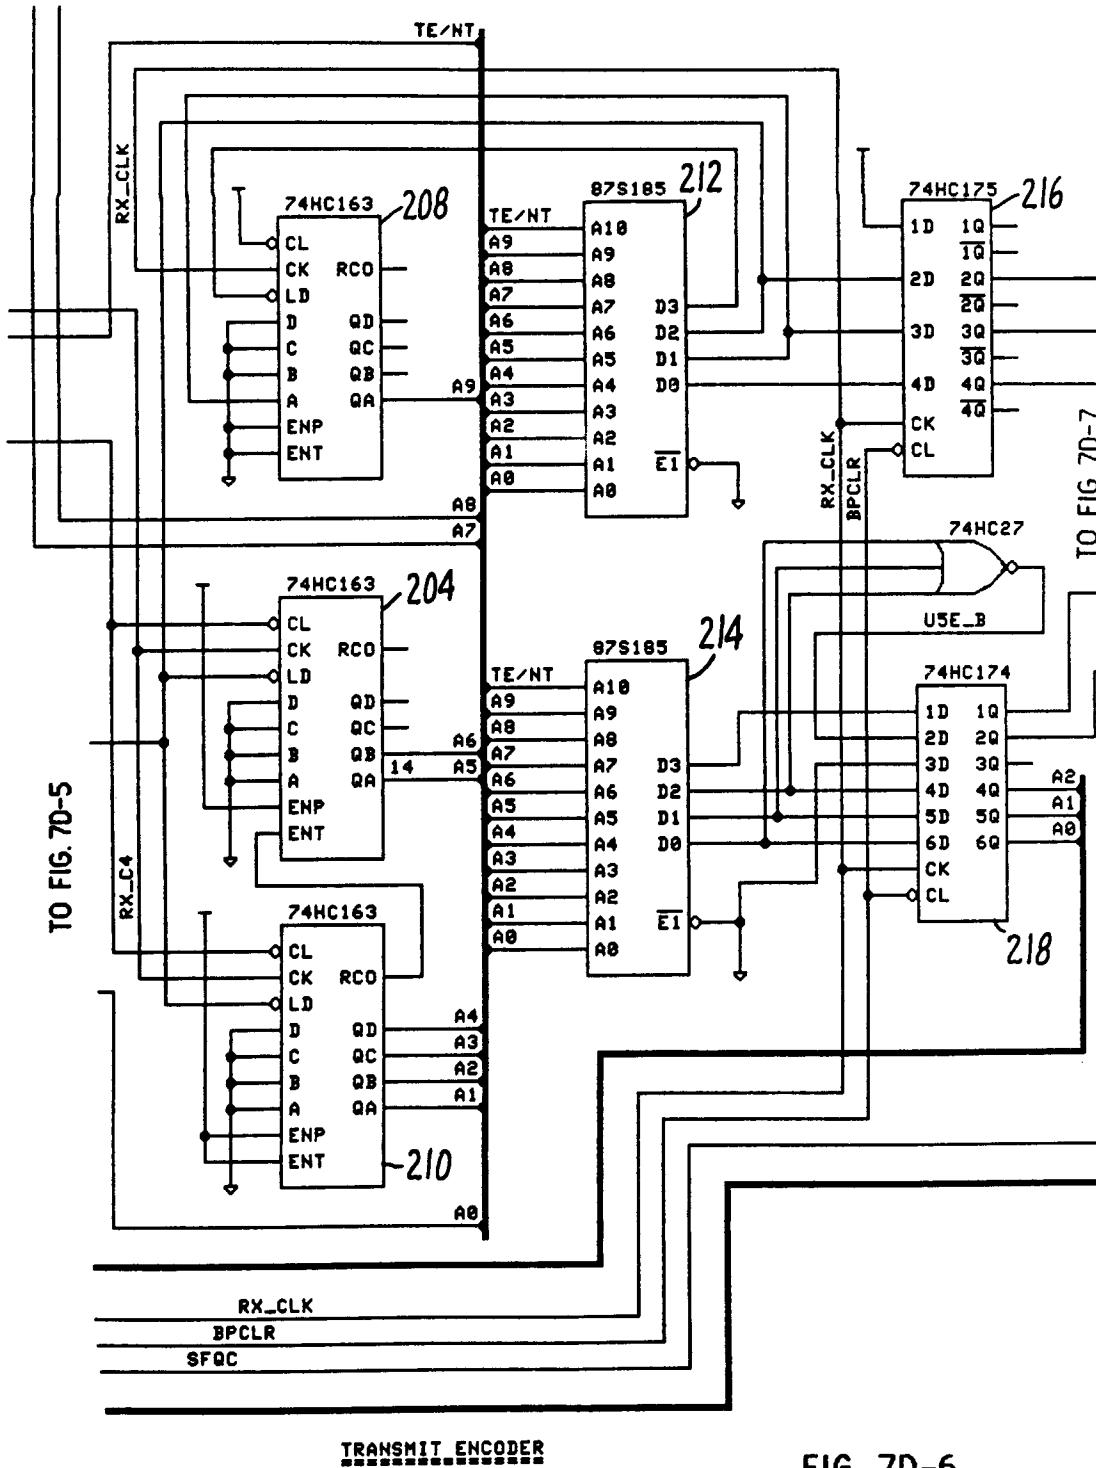 TE/NT
RX_CLK
74HC163
208
CL
CK RCO
LD
D QD
C QC
B QB
A QA
ENP
ENT
A9
A8
A7
87S185
212
TE/NT A10
A9 A9
A8 A8
A7 A7 D3
A6 A6 D2
A5 A5 D1
A4 A4 D0
A3 A3
A2 A2
A1 A1 E1
A0 A0
74HC175
216
1D 1Q
1Q
2D 2Q
2Q
3D 3Q
3Q
4D 4Q
4Q
CK
CL
RX_CLK
BPCLR
TO FIG 7D-7
74HC27
U5E_B
74HC163
204
CL
CK RCO
LD
D QD
C QC
B QB A6
A QA 14 A5
ENP
ENT
TO FIG. 7D-5
RX_C4
87S185
214
TE/NT A10
A9 A9
A8 A8
A7 A7 D3
A6 A6 D2
A5 A5 D1
A4 A4 D0
A3 A3
A2 A2
A1 A1 E1
A0 A0
74HC174
1D 1Q
2D 2Q
3D 3Q
4D 4Q A2
5D 5Q A1
6D 6Q A0
CK
CL
218
74HC163
CL
CK RCO
LD
D QD A4
C QC A3
B QB A2
A QA A1
ENP
ENT
210
A0
RX_CLK
BPCLR
SFQC
TRANSMIT ENCODER
FIG. 7D-6